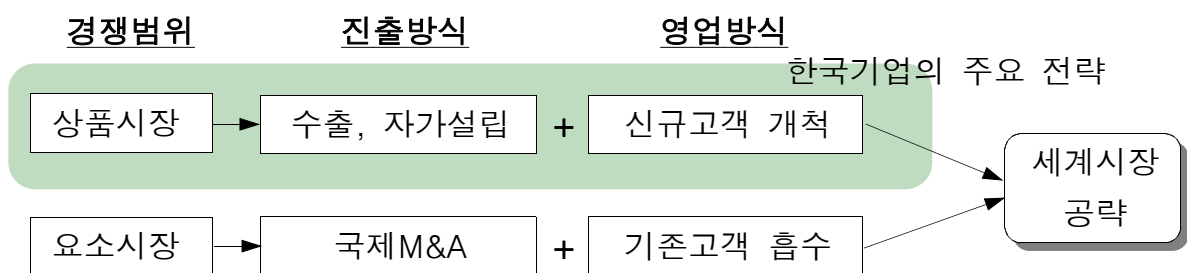 경쟁범위 진출방식 영업방식
한국기업의 주요 전략
상품시장 수출, 자가설립 + 신규고객 개척
세계시장
공략
요소시장 국제M&A + 기존고객 흡수